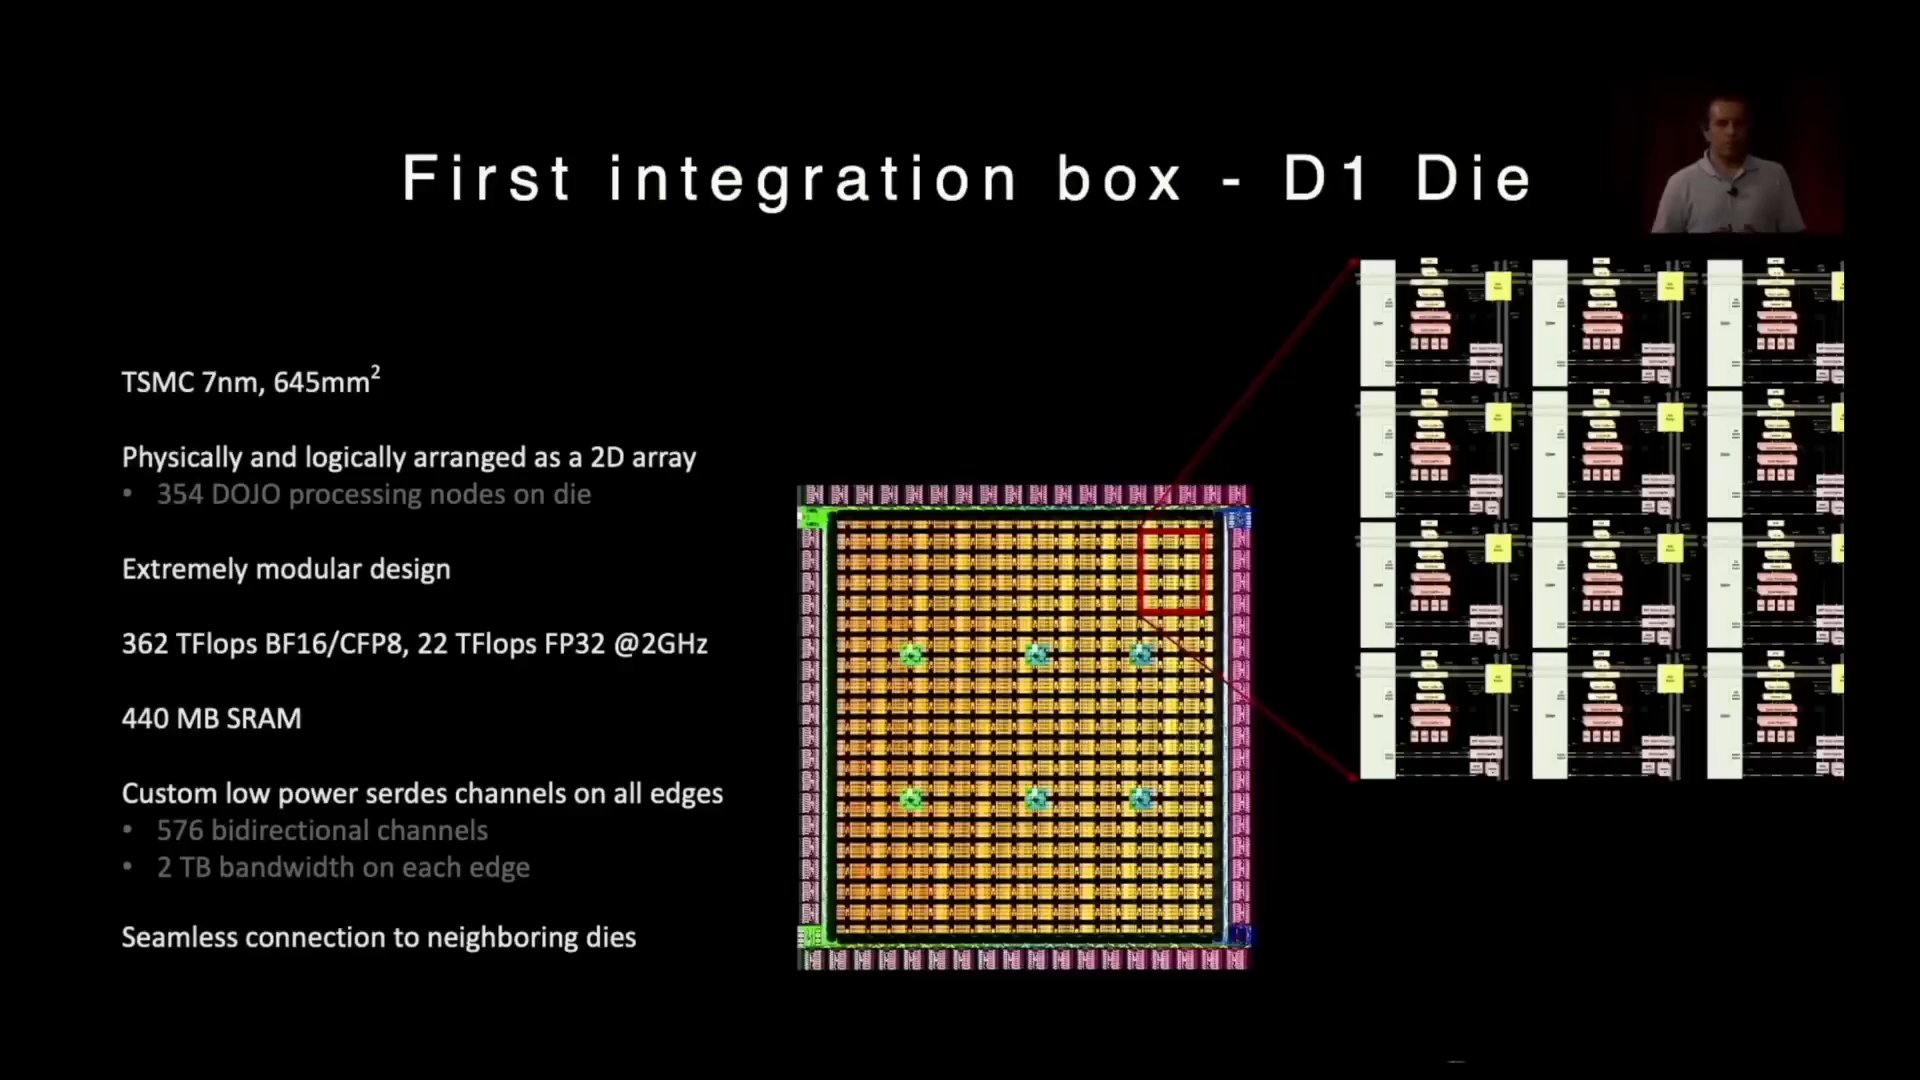 First integration box - D1 Die
TSMC 7nm, 645mm²
Physically and logically arranged as a 2D array
• 354 DOJO processing nodes on die
Extremely modular design
362 TFlops BF16/CFP8, 22 TFlops FP32 @2GHz
440 MB SRAM
Custom low power serdes channels on all edges
• 576 bidirectional channels
• 2 TB bandwidth on each edge
Seamless connection to neighboring dies